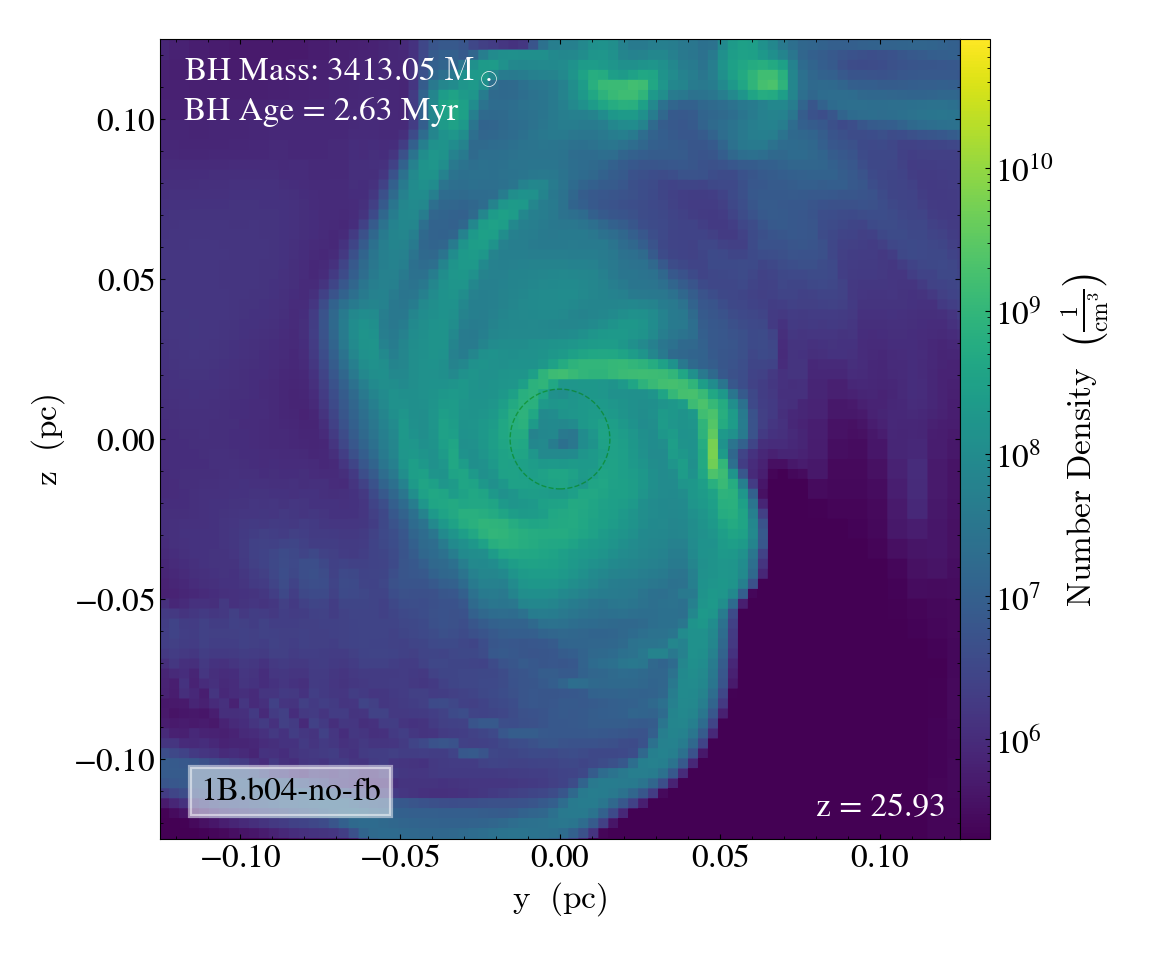 BH Mass: 3413.05 M⊙
BH Age = 2.63 Myr
0.10
0.05
0.00
−0.05
−0.10
z (pc)
1B.b04-no-fb
z = 25.93
−0.10 −0.05 0.00 0.05 0.10
y (pc)
10¹⁰
10⁹
10⁸
10⁷
10⁶
Number Density (1/cm³)